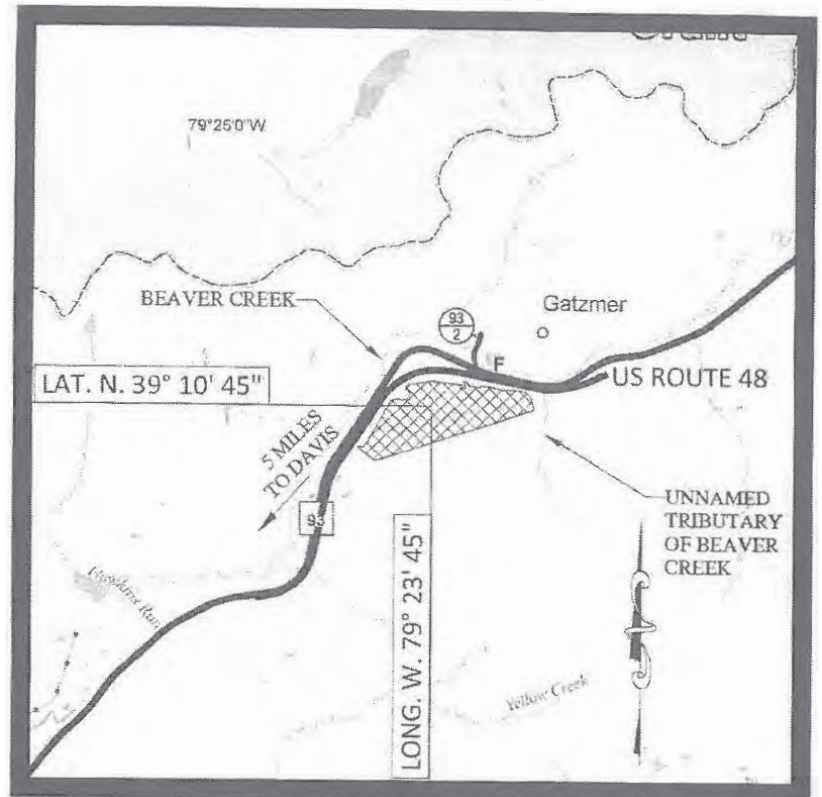 79°25'0"W
BEAVER CREEK
93
2
Gatzmer
F
LAT. N. 39° 10' 45"
US ROUTE 48
5 MILES
TO DAVIS
93
UNNAMED
TRIBUTARY
OF BEAVER
CREEK
LONG. W. 79° 23' 45"
Run
Yellow Creek